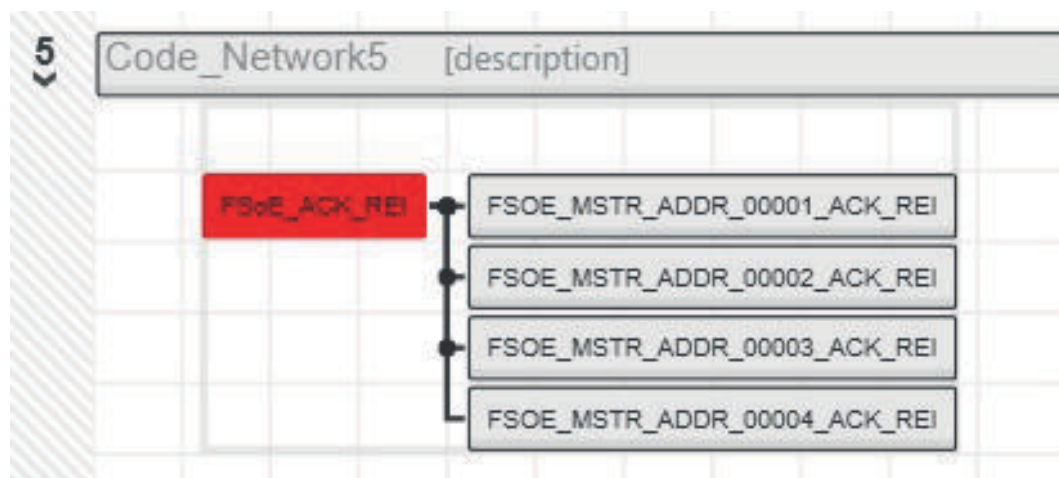 5
Code_Network5 [description]
FSoE_ACK_REI FSOE_MSTR_ADDR_00001_ACK_REI
FSOE_MSTR_ADDR_00002_ACK_REI
FSOE_MSTR_ADDR_00003_ACK_REI
FSOE_MSTR_ADDR_00004_ACK_REI